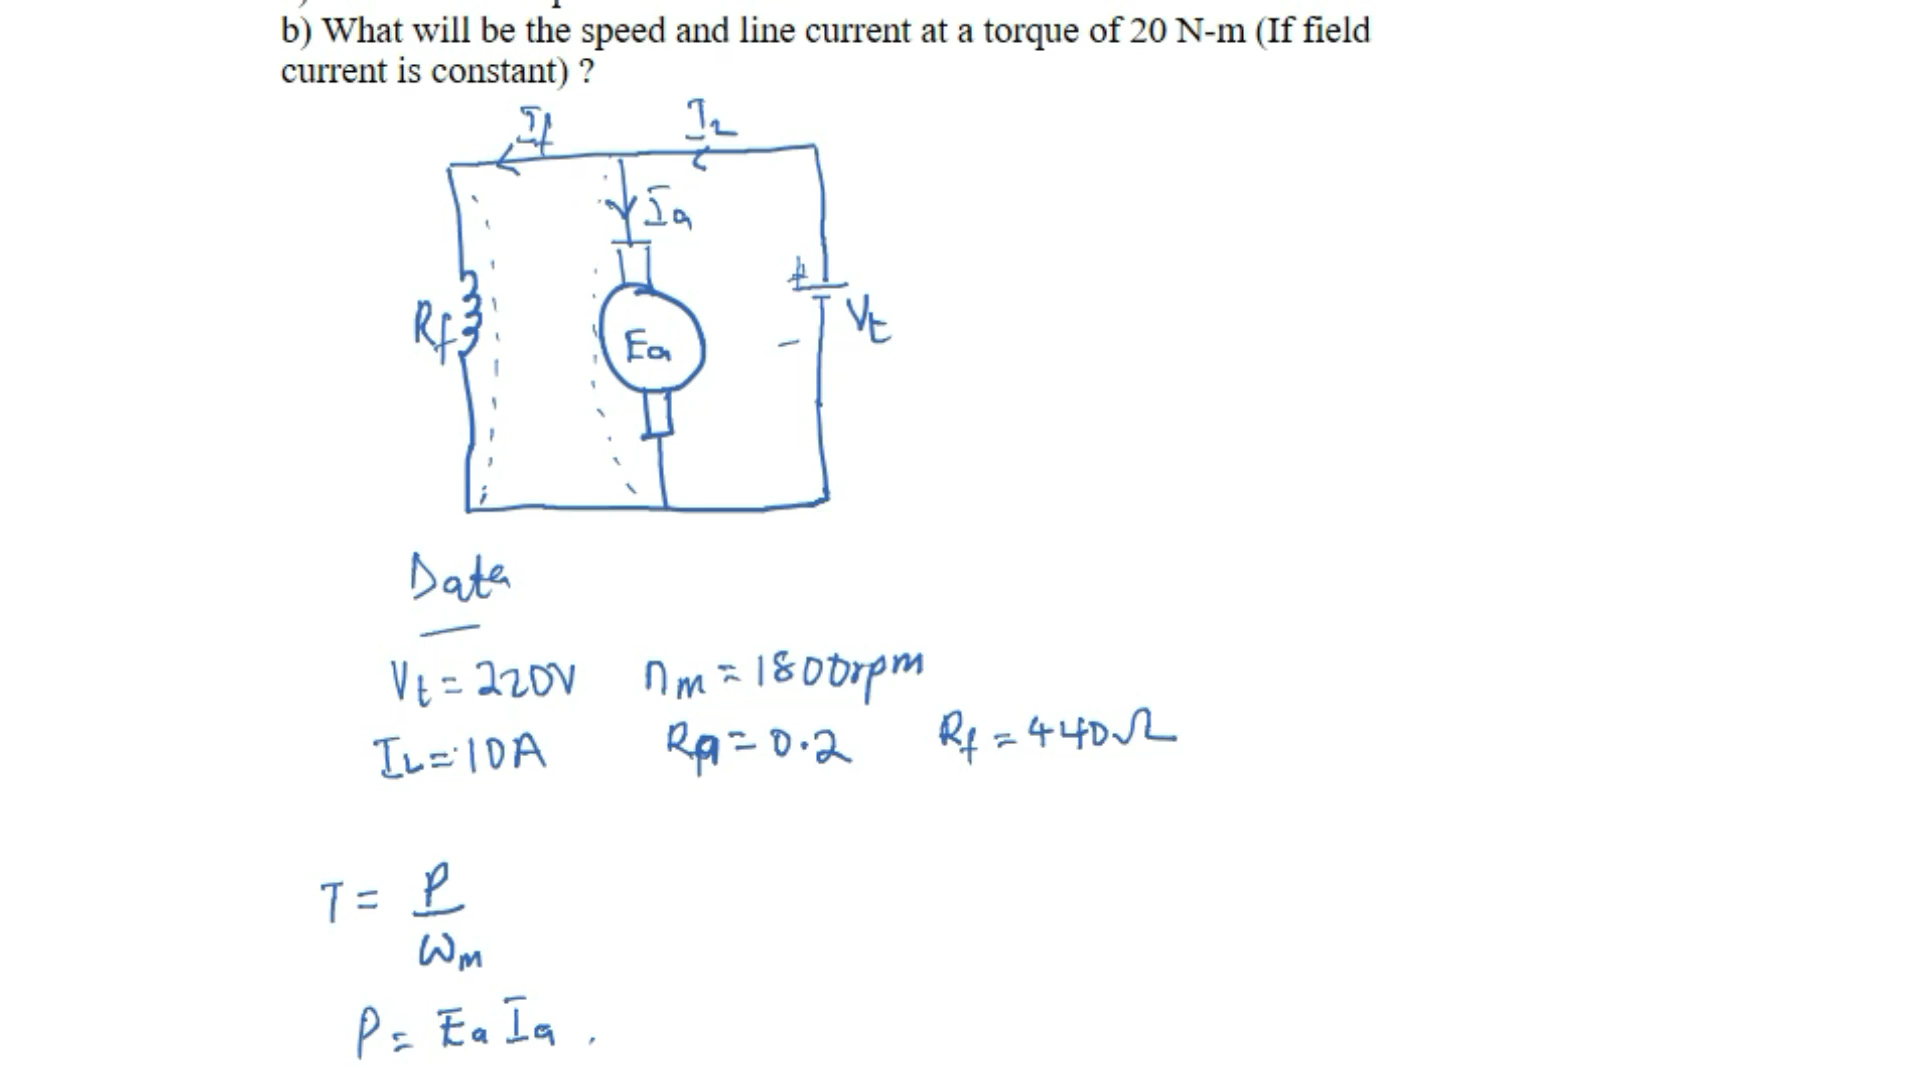 b) What will be the speed and line current at a torque of 20 N-m (If field
current is constant) ?
If IL
Ia
Rf Ea + Vt
-
Data
Vt = 220V nm = 1800rpm
IL = 10A Ra = 0.2 Rf = 440Ω
T = P
ωm
P = Ea Ia .